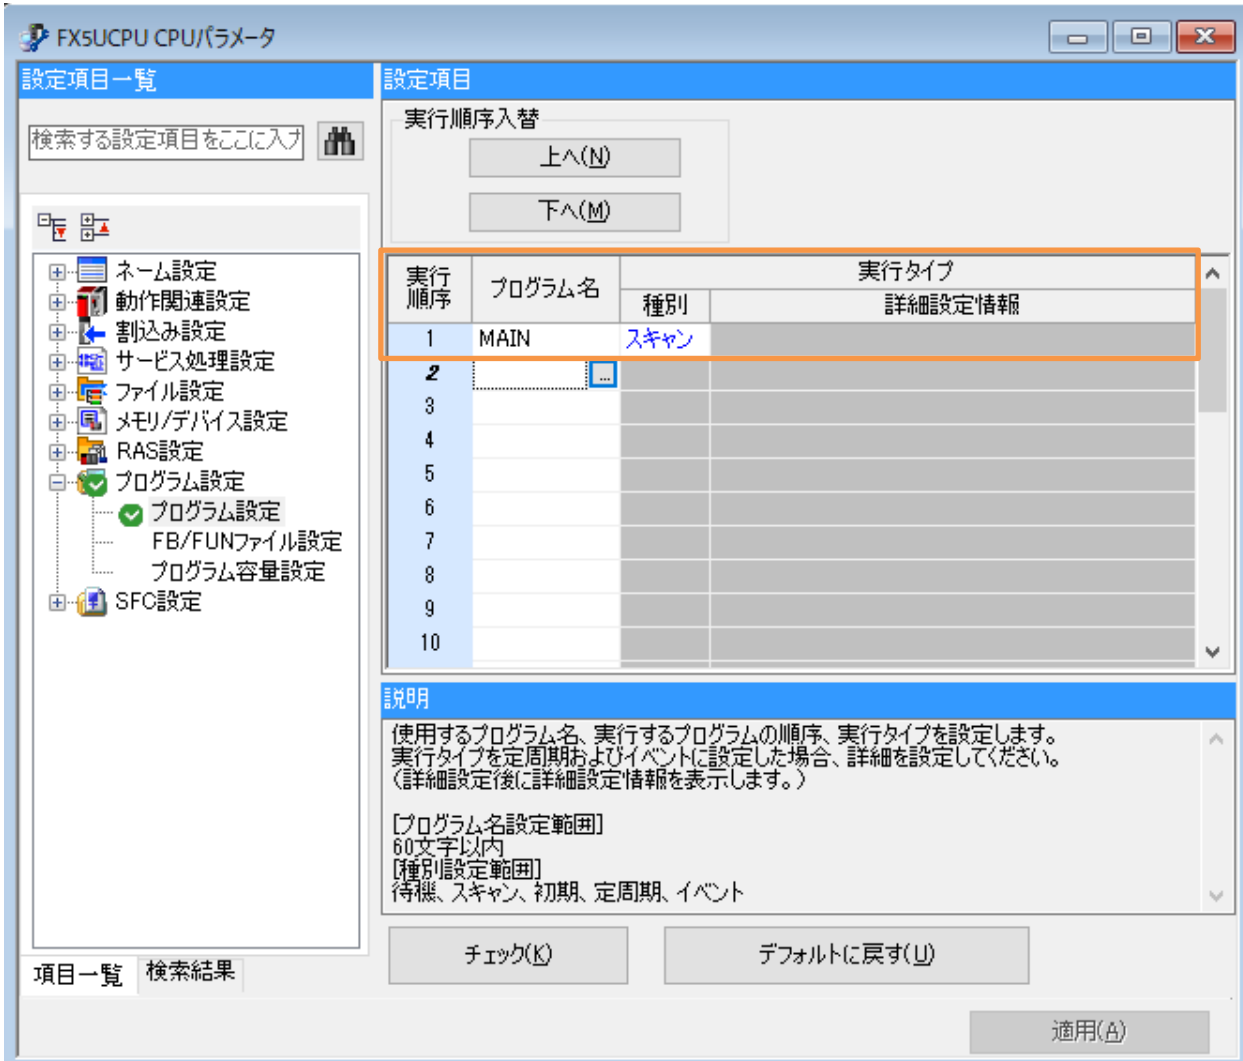 FX5UCPU CPUパラメータ
設定項目一覧
検索する設定項目をここに入力
ネーム設定
動作関連設定
割込み設定
サービス処理設定
ファイル設定
メモリ/デバイス設定
RAS設定
プログラム設定
プログラム設定
FB/FUNファイル設定
プログラム容量設定
SFC設定
項目一覧
検索結果
設定項目
実行順序入替
上へ(N)
下へ(M)
実行順序 プログラム名 実行タイプ
種別 詳細設定情報
1 MAIN スキャン
2 ...
3
4
5
6
7
8
9
10
説明
使用するプログラム名、実行するプログラムの順序、実行タイプを設定します。
実行タイプを定周期およびイベントに設定した場合、詳細を設定してください。
(詳細設定後に詳細設定情報を表示します。)
[プログラム名設定範囲]
60文字以内
[種別設定範囲]
待機、スキャン、初期、定周期、イベント
チェック(K)
デフォルトに戻す(U)
適用(A)